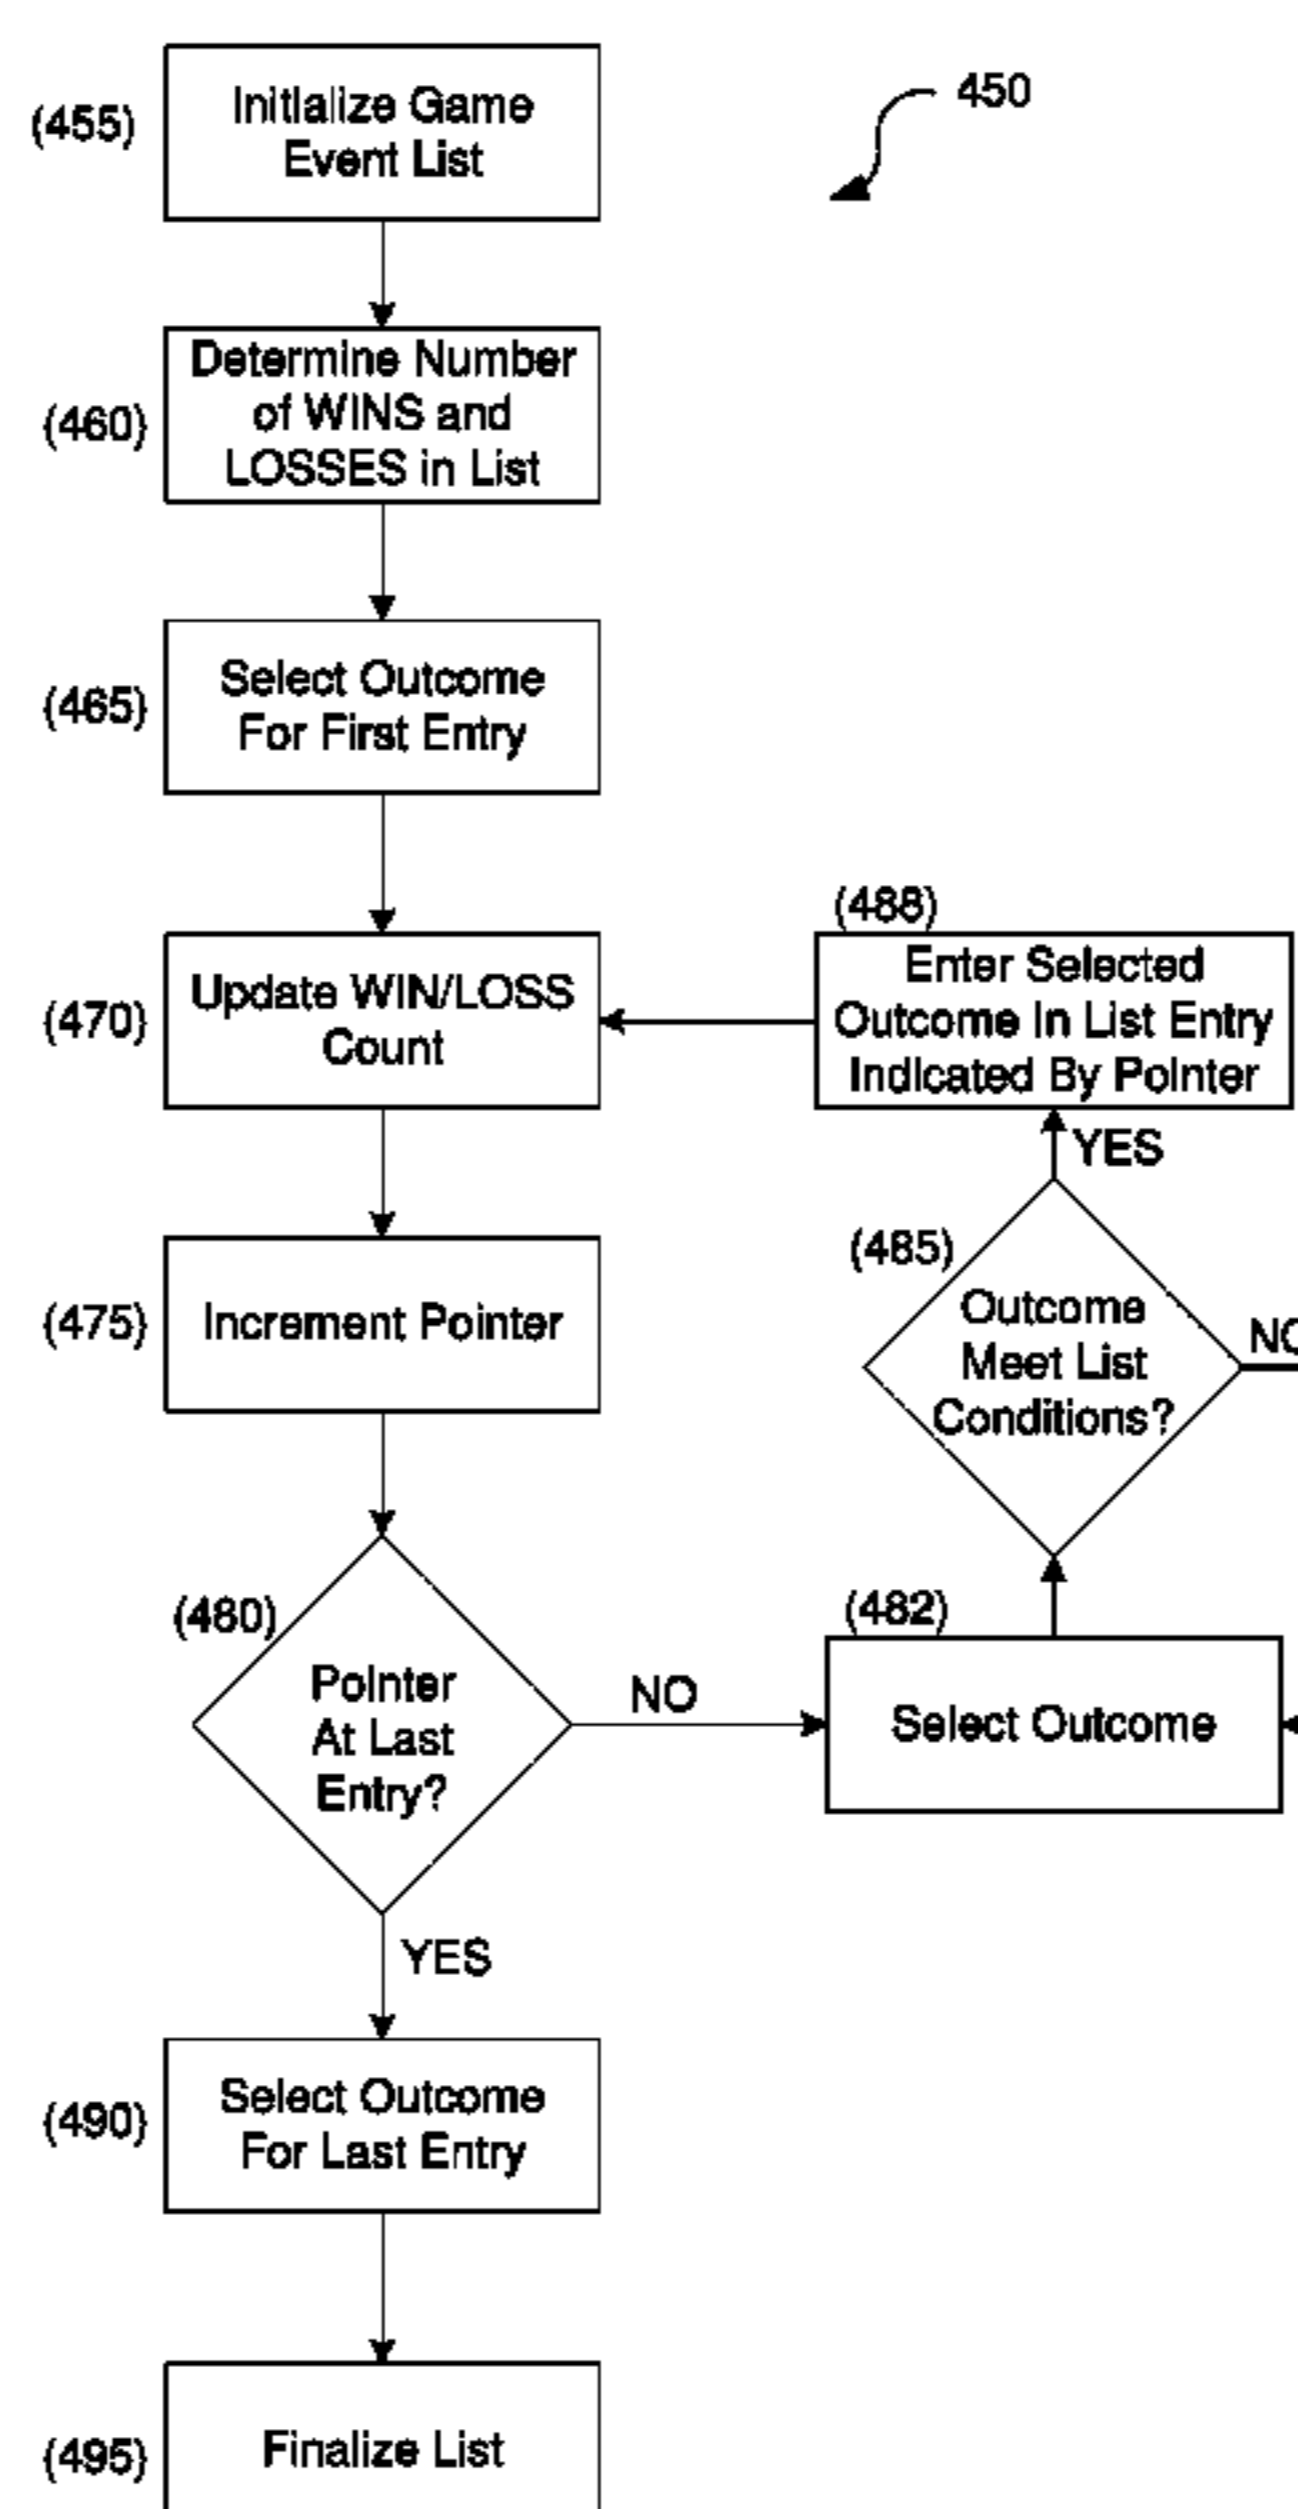 450
(455)
Initialize Game
Event List
(460)
Determine Number
of WINS and
LOSSES in List
(465)
Select Outcome
For First Entry
(470)
Update WIN/LOSS
Count
(488)
Enter Selected
Outcome In List Entry
Indicated By Pointer
YES
(475)
Increment Pointer
(485)
Outcome
Meet List
Conditions?
NO
(480)
Pointer
At Last
Entry?
NO
(482)
Select Outcome
YES
(490)
Select Outcome
For Last Entry
(495)
Finalize List